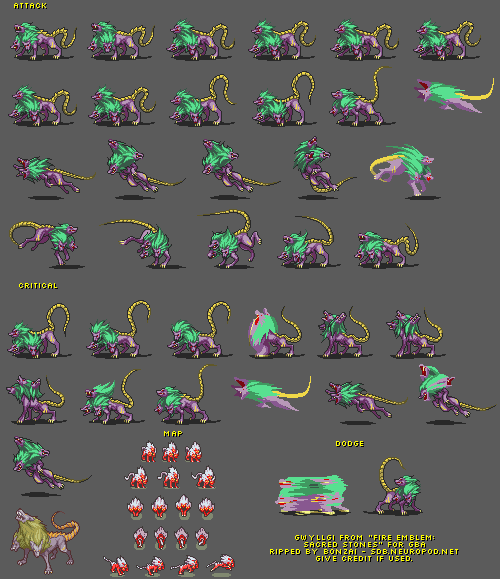 ATTACK
CRITICAL
MAP
DODGE
GWYLLGI FROM "FIRE EMBLEM:
SACRED STONES" FOR GBA
RIPPED BY BONZAI - SDB.NEUROPOD.NET
GIVE CREDIT IF USED.